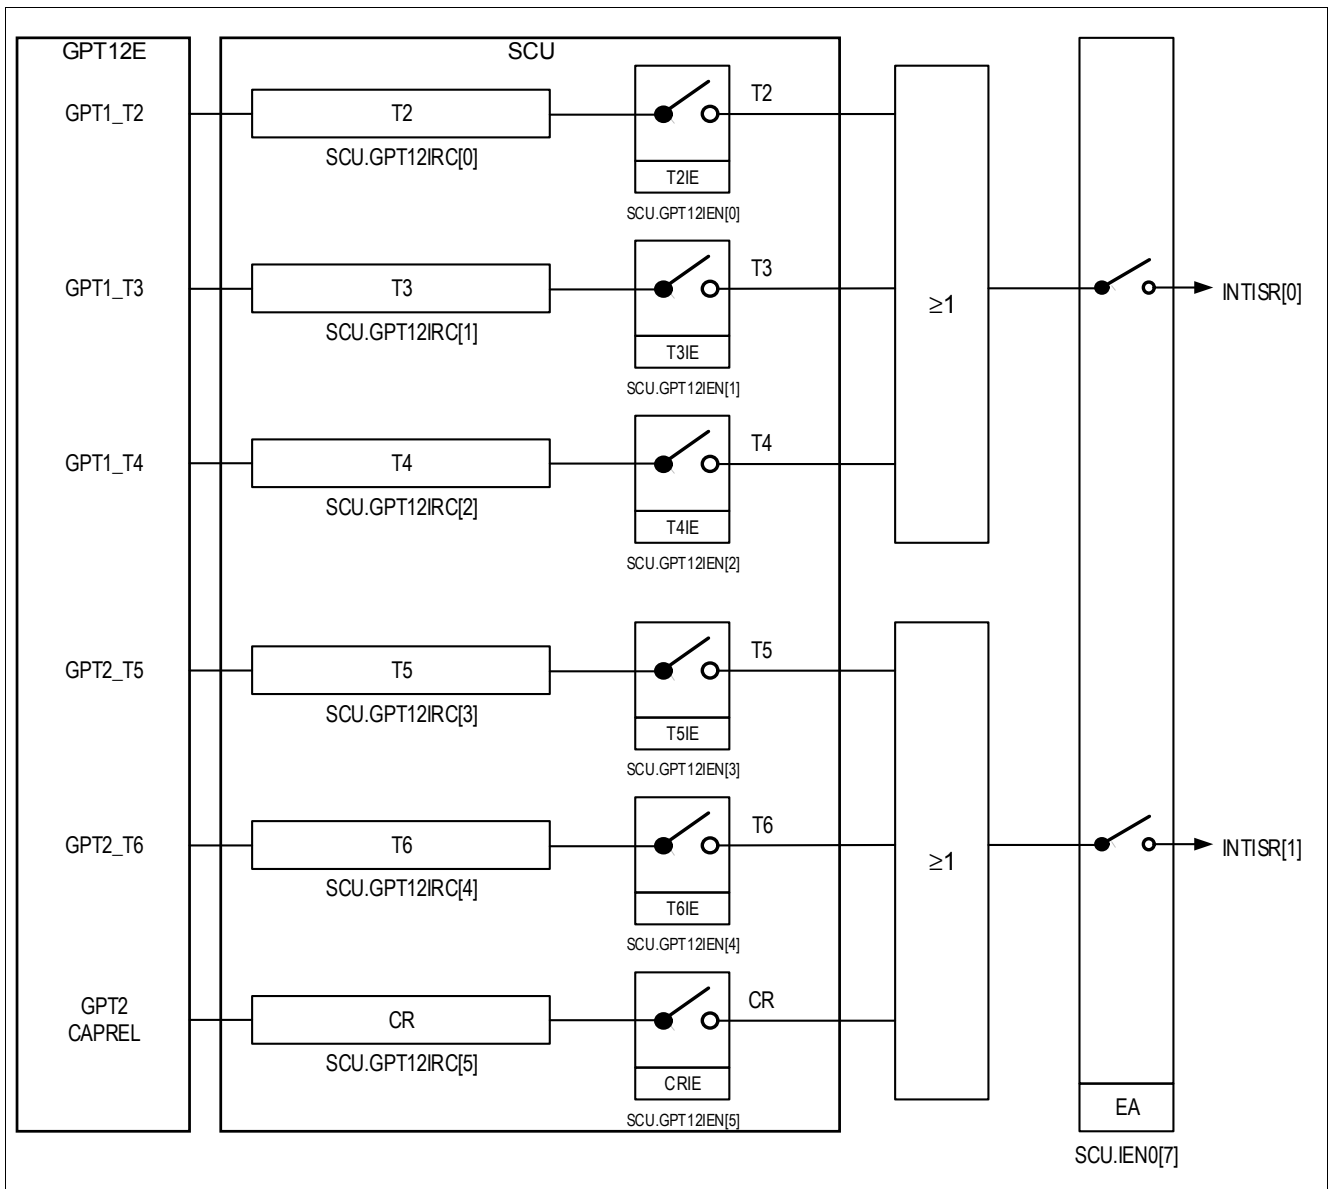 GPT12E
SCU
GPT1_T2
T2
T2
SCU.GPT12IRC[0]
T2IE
SCU.GPT12IEN[0]
GPT1_T3
T3
T3
SCU.GPT12IRC[1]
T3IE
SCU.GPT12IEN[1]
≥1
INTISR[0]
GPT1_T4
T4
T4
SCU.GPT12IRC[2]
T4IE
SCU.GPT12IEN[2]
GPT2_T5
T5
T5
SCU.GPT12IRC[3]
T5IE
SCU.GPT12IEN[3]
GPT2_T6
T6
T6
SCU.GPT12IRC[4]
T6IE
SCU.GPT12IEN[4]
≥1
INTISR[1]
GPT2
CAPREL
CR
CR
SCU.GPT12IRC[5]
CRIE
SCU.GPT12IEN[5]
EA
SCU.IEN0[7]